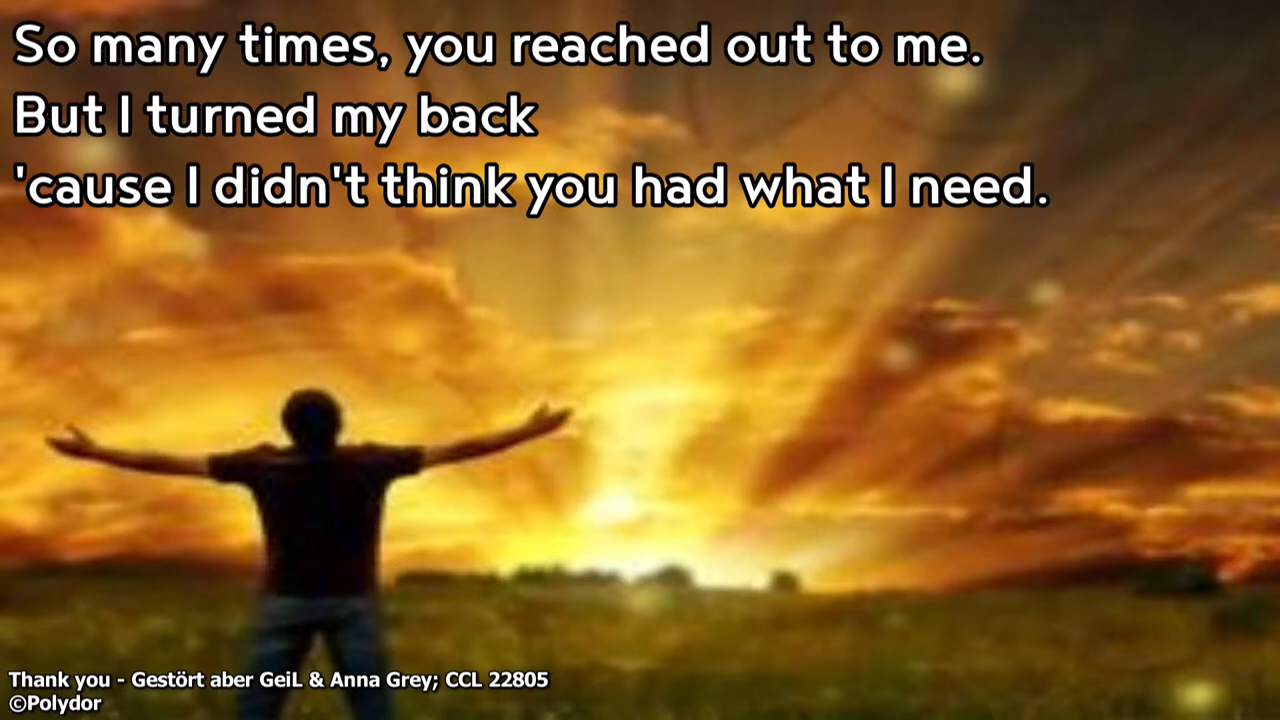 So many times, you reached out to me.
But I turned my back
'cause I didn't think you had what I need.
Thank you - Gestört aber GeiL & Anna Grey; CCL 22805
©Polydor